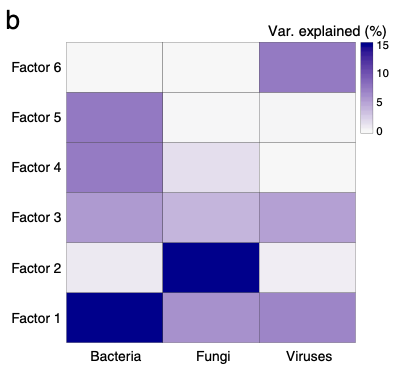 b
Var. explained (%)
15
10
5
0
Factor 6
Factor 5
Factor 4
Factor 3
Factor 2
Factor 1
Bacteria Fungi Viruses